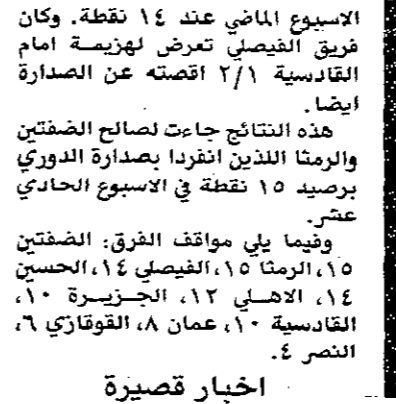 الاسبوع الماضي عند ١٤ نقطة. وكان
فريق الفيصلي تعرض لهزيمة امام
القادسية ٢/١ اقصته عن الصدارة
ايضا.
هذه النتائج جاءت لصالح الضفتين
والرمثا اللذين انفردا بصدارة الدوري
برصيد ١٥ نقطة في الاسبوع الحادي
عشر.
وفيما يلي مواقف الفرق: الضفتين
١٥، الرمثا ١٥، الفيصلي ١٤، الحسين
١٤، الاهلي ١٢، الجزيرة ١٠،
القادسية ١٠، عمان ٨، القوقازي ٦،
النصر ٤.
اخبار قصيرة